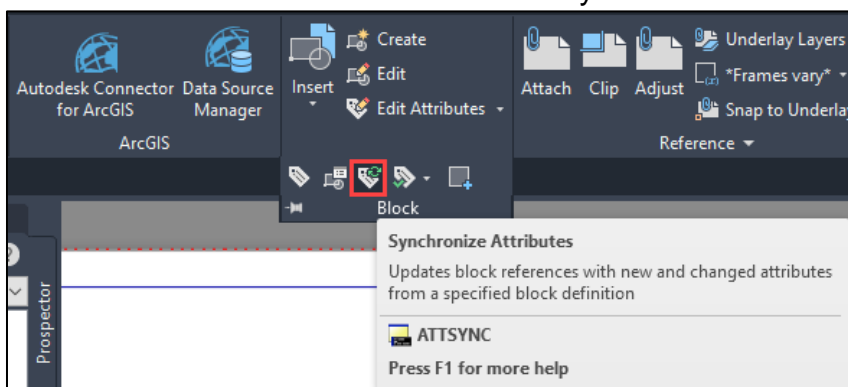 Autodesk Connector
for ArcGIS
Data Source
Manager
ArcGIS
Insert
Create
Edit
Edit Attributes
Block
Attach
Clip
Adjust
Underlay Layers
*Frames vary*
Snap to Underla
Reference
Prospector
Synchronize Attributes
Updates block references with new and changed attributes
from a specified block definition
ATTSYNC
Press F1 for more help